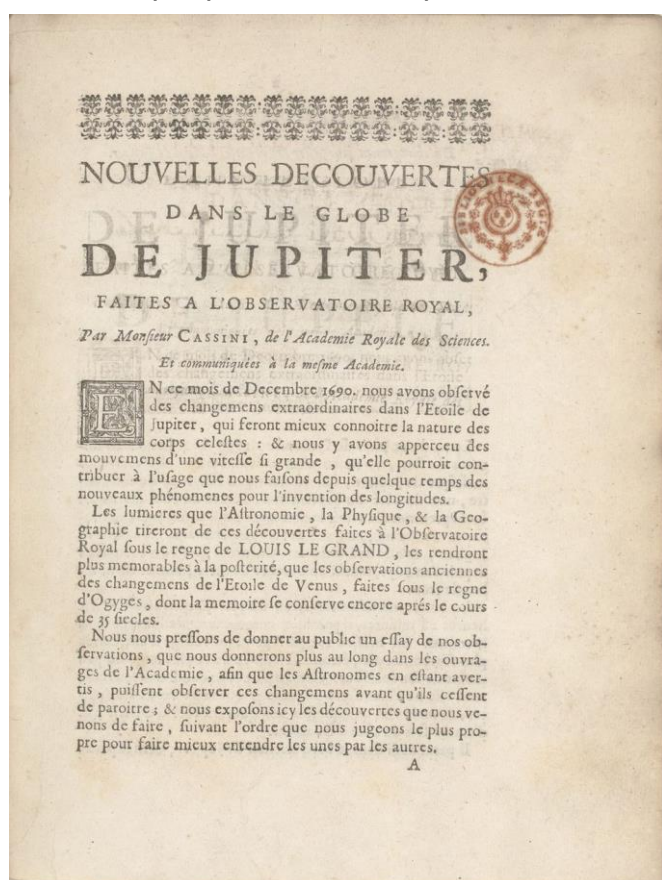 NOUVELLES DECOUVERTES
DANS LE GLOBE
DE JUPITER,
FAITES A L'OBSERVATOIRE ROYAL,
Par Monſieur CASSINI, de l'Academie Royale des Sciences.
Et communiquées à la meſme Academie.
EN ce mois de Decembre 1690. nous avons obſervé
des changemens extraordinaires dans l'Etoile de
Jupiter, qui feront mieux connoitre la nature des
corps celeſtes : & nous y avons apperceu des
mouvemens d'une viteſſe ſi grande, qu'elle pourroit con-
tribuer à l'uſage que nous faiſons depuis quelque temps des
nouveaux phénomenes pour l'invention des longitudes.
Les lumieres que l'Aſtronomie, la Phyſique, & la Geo-
graphie tireront de ces découvertes faites à l'Obſervatoire
Royal ſous le regne de LOUIS LE GRAND, les rendront
plus memorables à la poſterité, que les obſervations anciennes
des changemens de l'Etoile de Venus, faites ſous le regne
d'Ogyges, dont la memoire ſe conſerve encore aprés le cours
de 35 ſiecles.
Nous nous preſſons de donner au public un eſſay de nos ob-
ſervations, que nous donnerons plus au long dans les ouvra-
ges de l'Academie, afin que les Aſtronomes en eſtant aver-
tis, puiſſent obſerver ces changemens avant qu'ils ceſſent
de paroitre ; & nous expoſons icy les découvertes que nous ve-
nons de faire, ſuivant l'ordre que nous jugeons le plus pro-
pre pour faire mieux entendre les unes par les autres.
A
BIBLIOTHECÆ REGIÆ